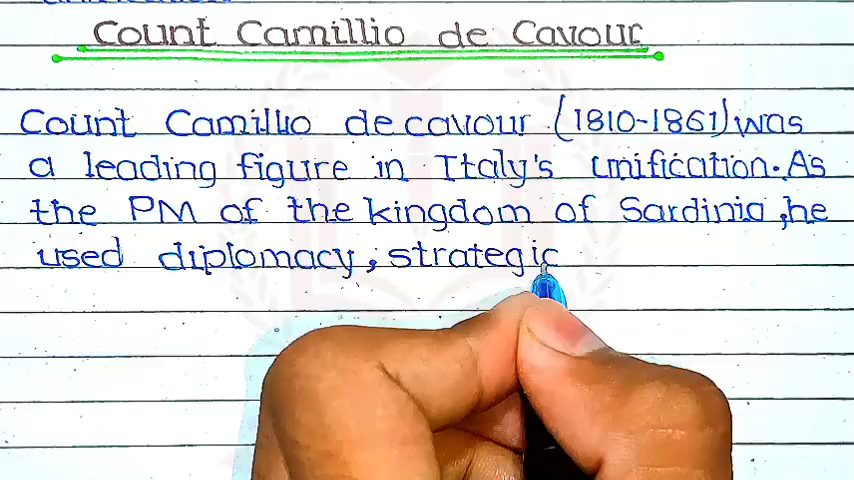 Count Camillio de Cavour
Count Camillio de cavour (1810-1861) was
a leading figure in Italy's unification. As
the PM of the kingdom of Sardinia, he
used diplomacy, strategic